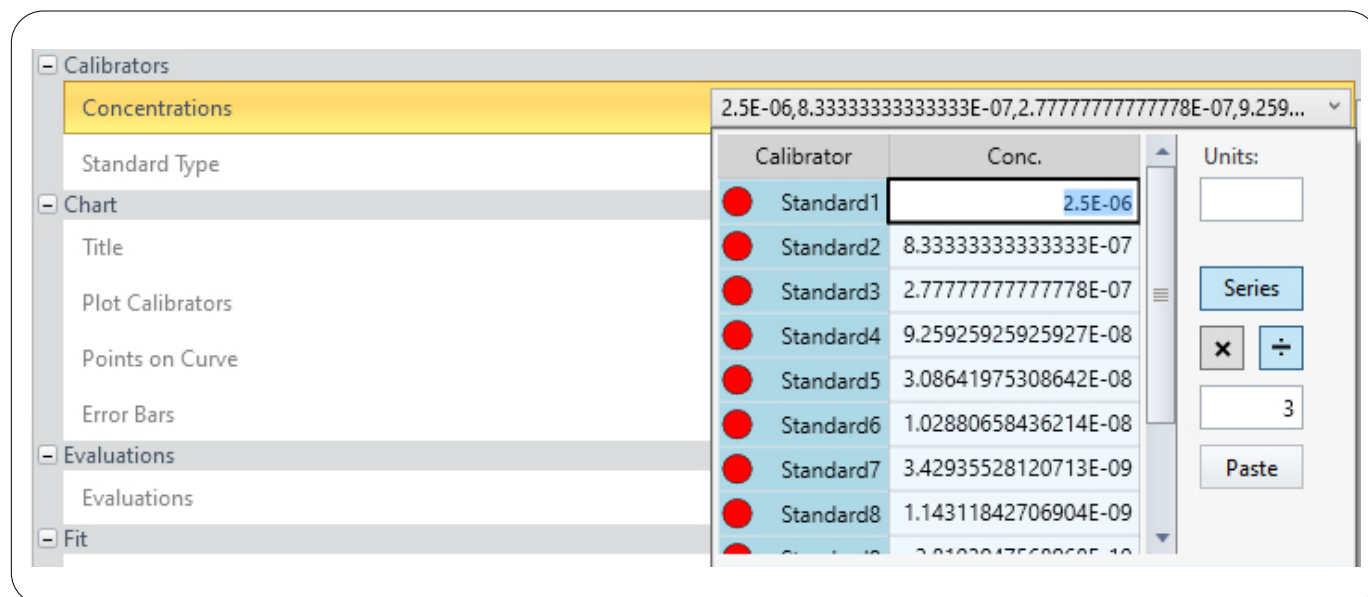 Calibrators
Concentrations
2.5E-06,8.33333333333333E-07,2.77777777777778E-07,9.259...
Standard Type
Chart
Title
Plot Calibrators
Points on Curve
Error Bars
Evaluations
Evaluations
Fit
Calibrator Conc.
Standard1 2.5E-06
Standard2 8.33333333333333E-07
Standard3 2.77777777777778E-07
Standard4 9.25925925925927E-08
Standard5 3.08641975308642E-08
Standard6 1.02880658436214E-08
Standard7 3.42935528120713E-09
Standard8 1.14311842706904E-09
Units:
Series
× ÷
3
Paste